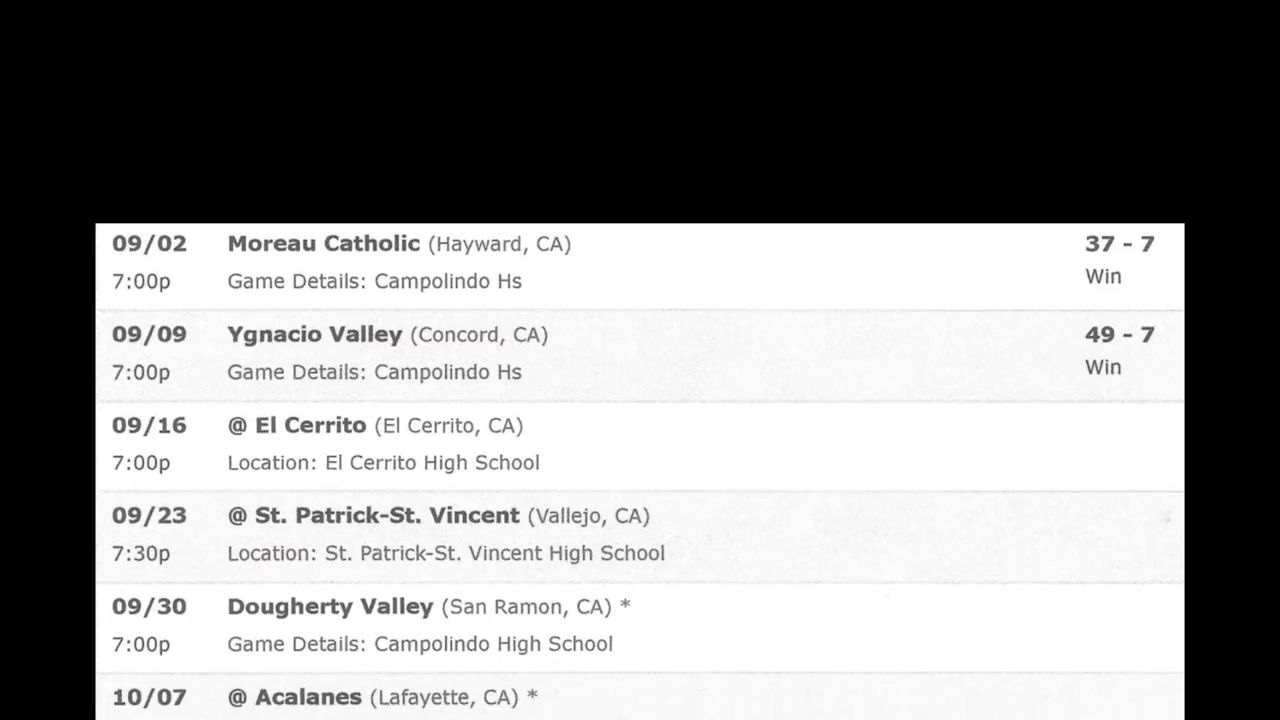 09/02 Moreau Catholic (Hayward, CA) 37 - 7
7:00p Game Details: Campolindo Hs Win
09/09 Ygnacio Valley (Concord, CA) 49 - 7
7:00p Game Details: Campolindo Hs Win
09/16 @ El Cerrito (El Cerrito, CA)
7:00p Location: El Cerrito High School
09/23 @ St. Patrick-St. Vincent (Vallejo, CA)
7:30p Location: St. Patrick-St. Vincent High School
09/30 Dougherty Valley (San Ramon, CA) *
7:00p Game Details: Campolindo High School
10/07 @ Acalanes (Lafayette, CA) *